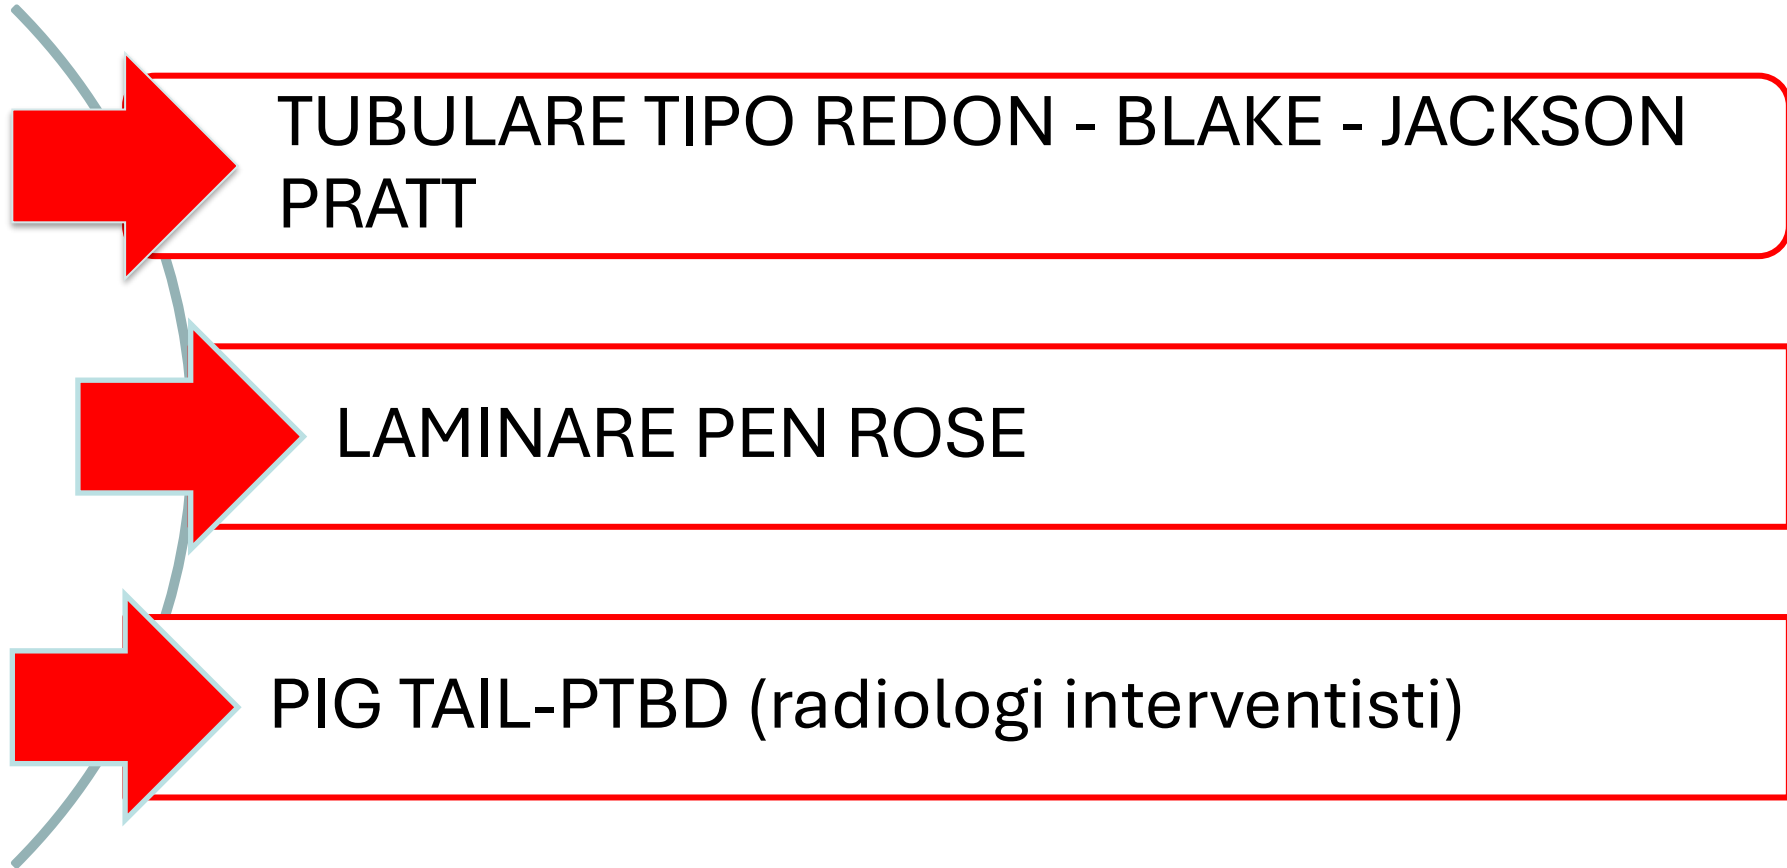 TUBULARE TIPO REDON - BLAKE - JACKSON
PRATT
LAMINARE PEN ROSE
PIG TAIL-PTBD (radiologi interventisti)